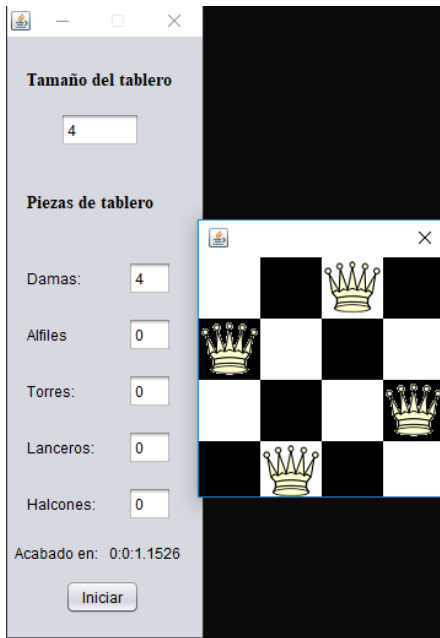 Tamaño del tablero
4
Piezas de tablero
Damas: 4
Alfiles 0
Torres: 0
Lanceros: 0
Halcones: 0
Acabado en: 0:0:1.1526
Iniciar